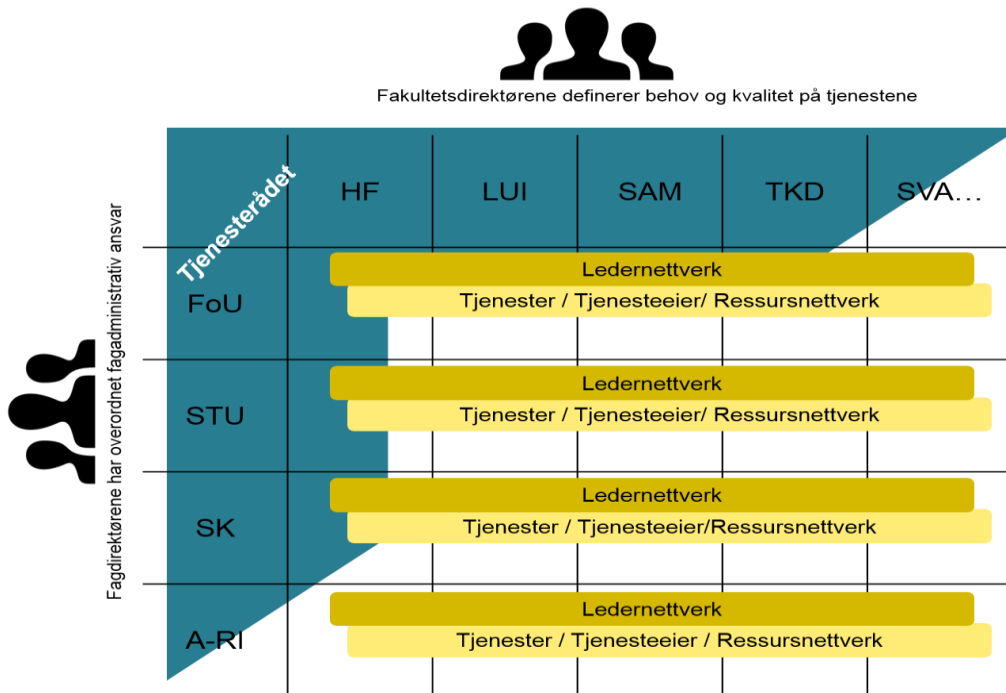 Fakultetsdirektørene definerer behov og kvalitet på tjenestene
Fagdirektørene har overordnet fagadministrativt ansvar
Tjenesterådet
HF
LUI
SAM
TKD
SVA...
FoU
Ledernettverk
Tjenester / Tjenesteeier/ Ressursnettverk
STU
Ledernettverk
Tjenester / Tjenesteeier/ Ressursnettverk
SK
Ledernettverk
Tjenester / Tjenesteeier/Ressursnettverk
A-RI
Ledernettverk
Tjenester / Tjenesteeier / Ressursnettverk